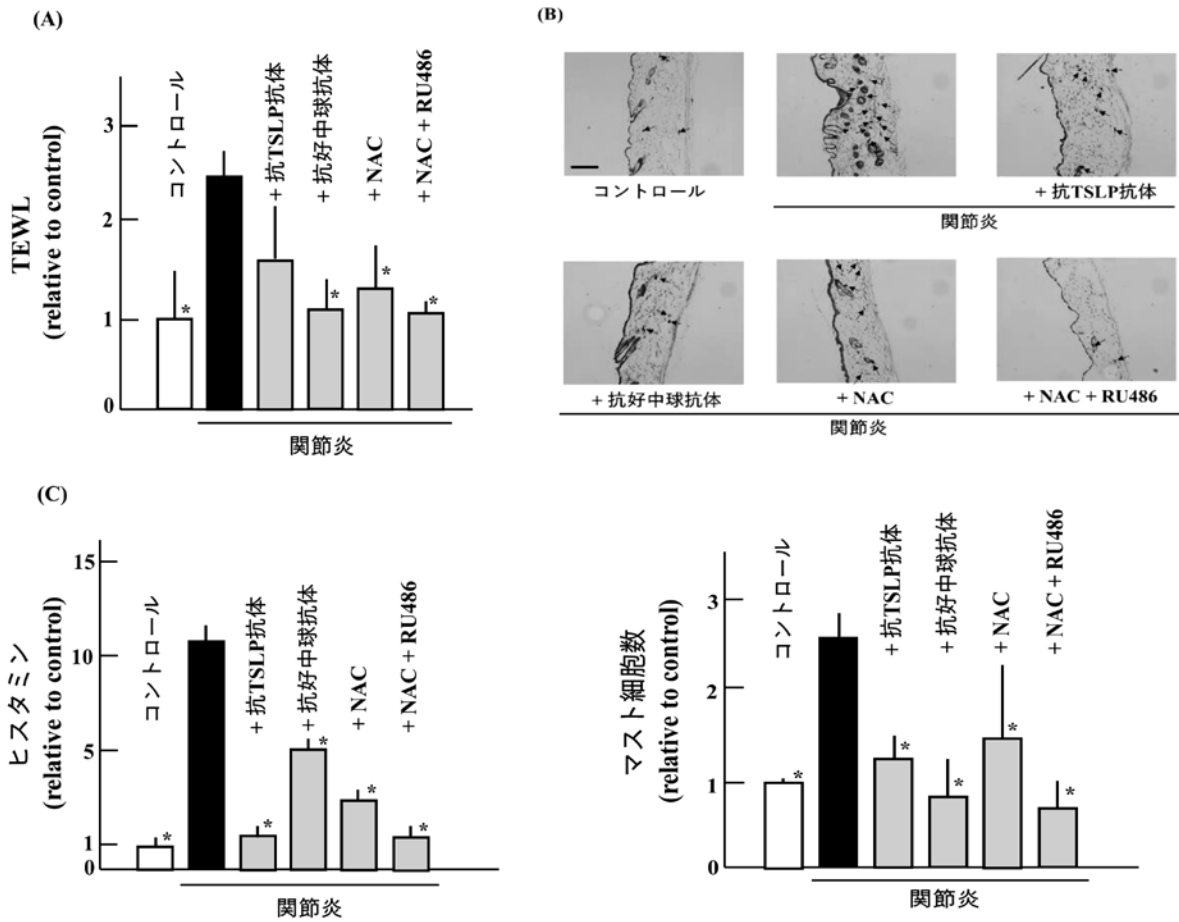 (A)
TEWL
(relative to control)
3
2
1
0
コントロール
+ 抗TSLP抗体
+ 抗好中球抗体
+ NAC
+ NAC + RU486
*
*
*
*
関節炎
(B)
コントロール
+ 抗TSLP抗体
関節炎
+ 抗好中球抗体
+ NAC
+ NAC + RU486
関節炎
(C)
ヒスタミン
(relative to control)
15
10
5
1
0
コントロール
+ 抗TSLP抗体
+ 抗好中球抗体
+ NAC
+ NAC + RU486
*
*
*
*
*
関節炎
マスト細胞数
(relative to control)
3
2
1
0
コントロール
+ 抗TSLP抗体
+ 抗好中球抗体
+ NAC
+ NAC + RU486
*
*
*
*
*
関節炎